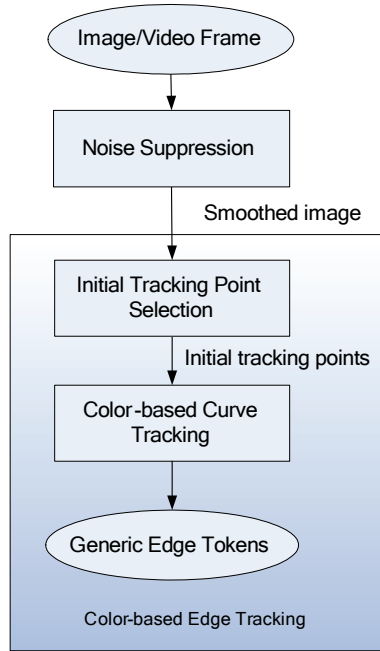 Image/Video Frame
Noise Suppression
Smoothed image
Initial Tracking Point
Selection
Initial tracking points
Color-based Curve
Tracking
Generic Edge Tokens
Color-based Edge Tracking